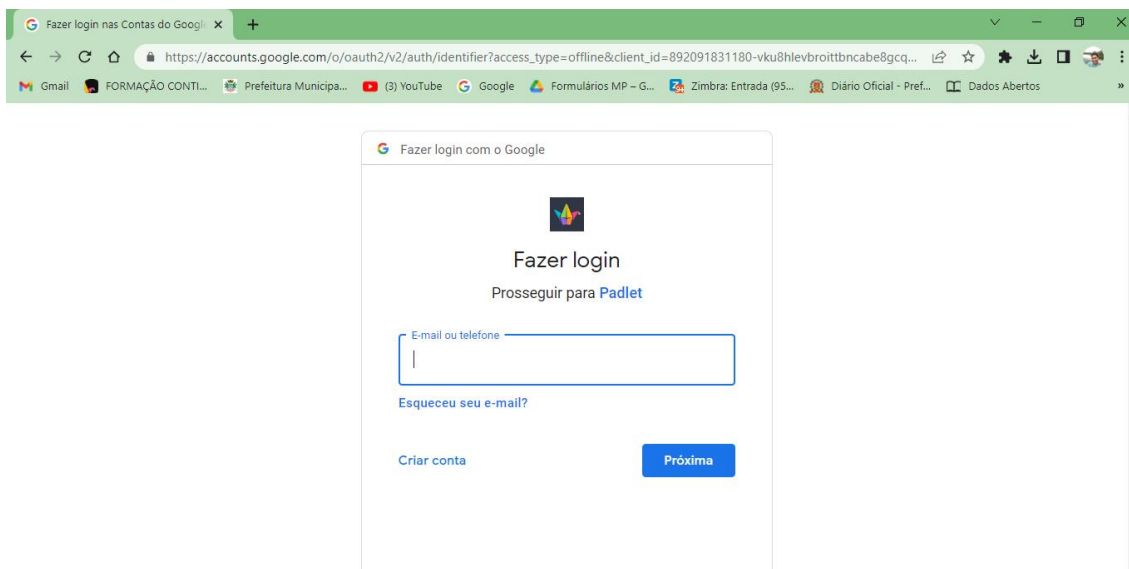 Fazer login nas Contas do Googl
https://accounts.google.com/o/oauth2/v2/auth/identifier?access_type=offline&client_id=892091831180-vku8hlevbroittbncabe8gcq...
Gmail FORMAÇÃO CONTI... Prefeitura Municipa... (3) YouTube Google Formulários MP – G... Zimbra: Entrada (95... Diário Oficial - Pref... Dados Abertos »
Fazer login com o Google
Fazer login
Prosseguir para Padlet
E-mail ou telefone
Esqueceu seu e-mail?
Criar conta Próxima